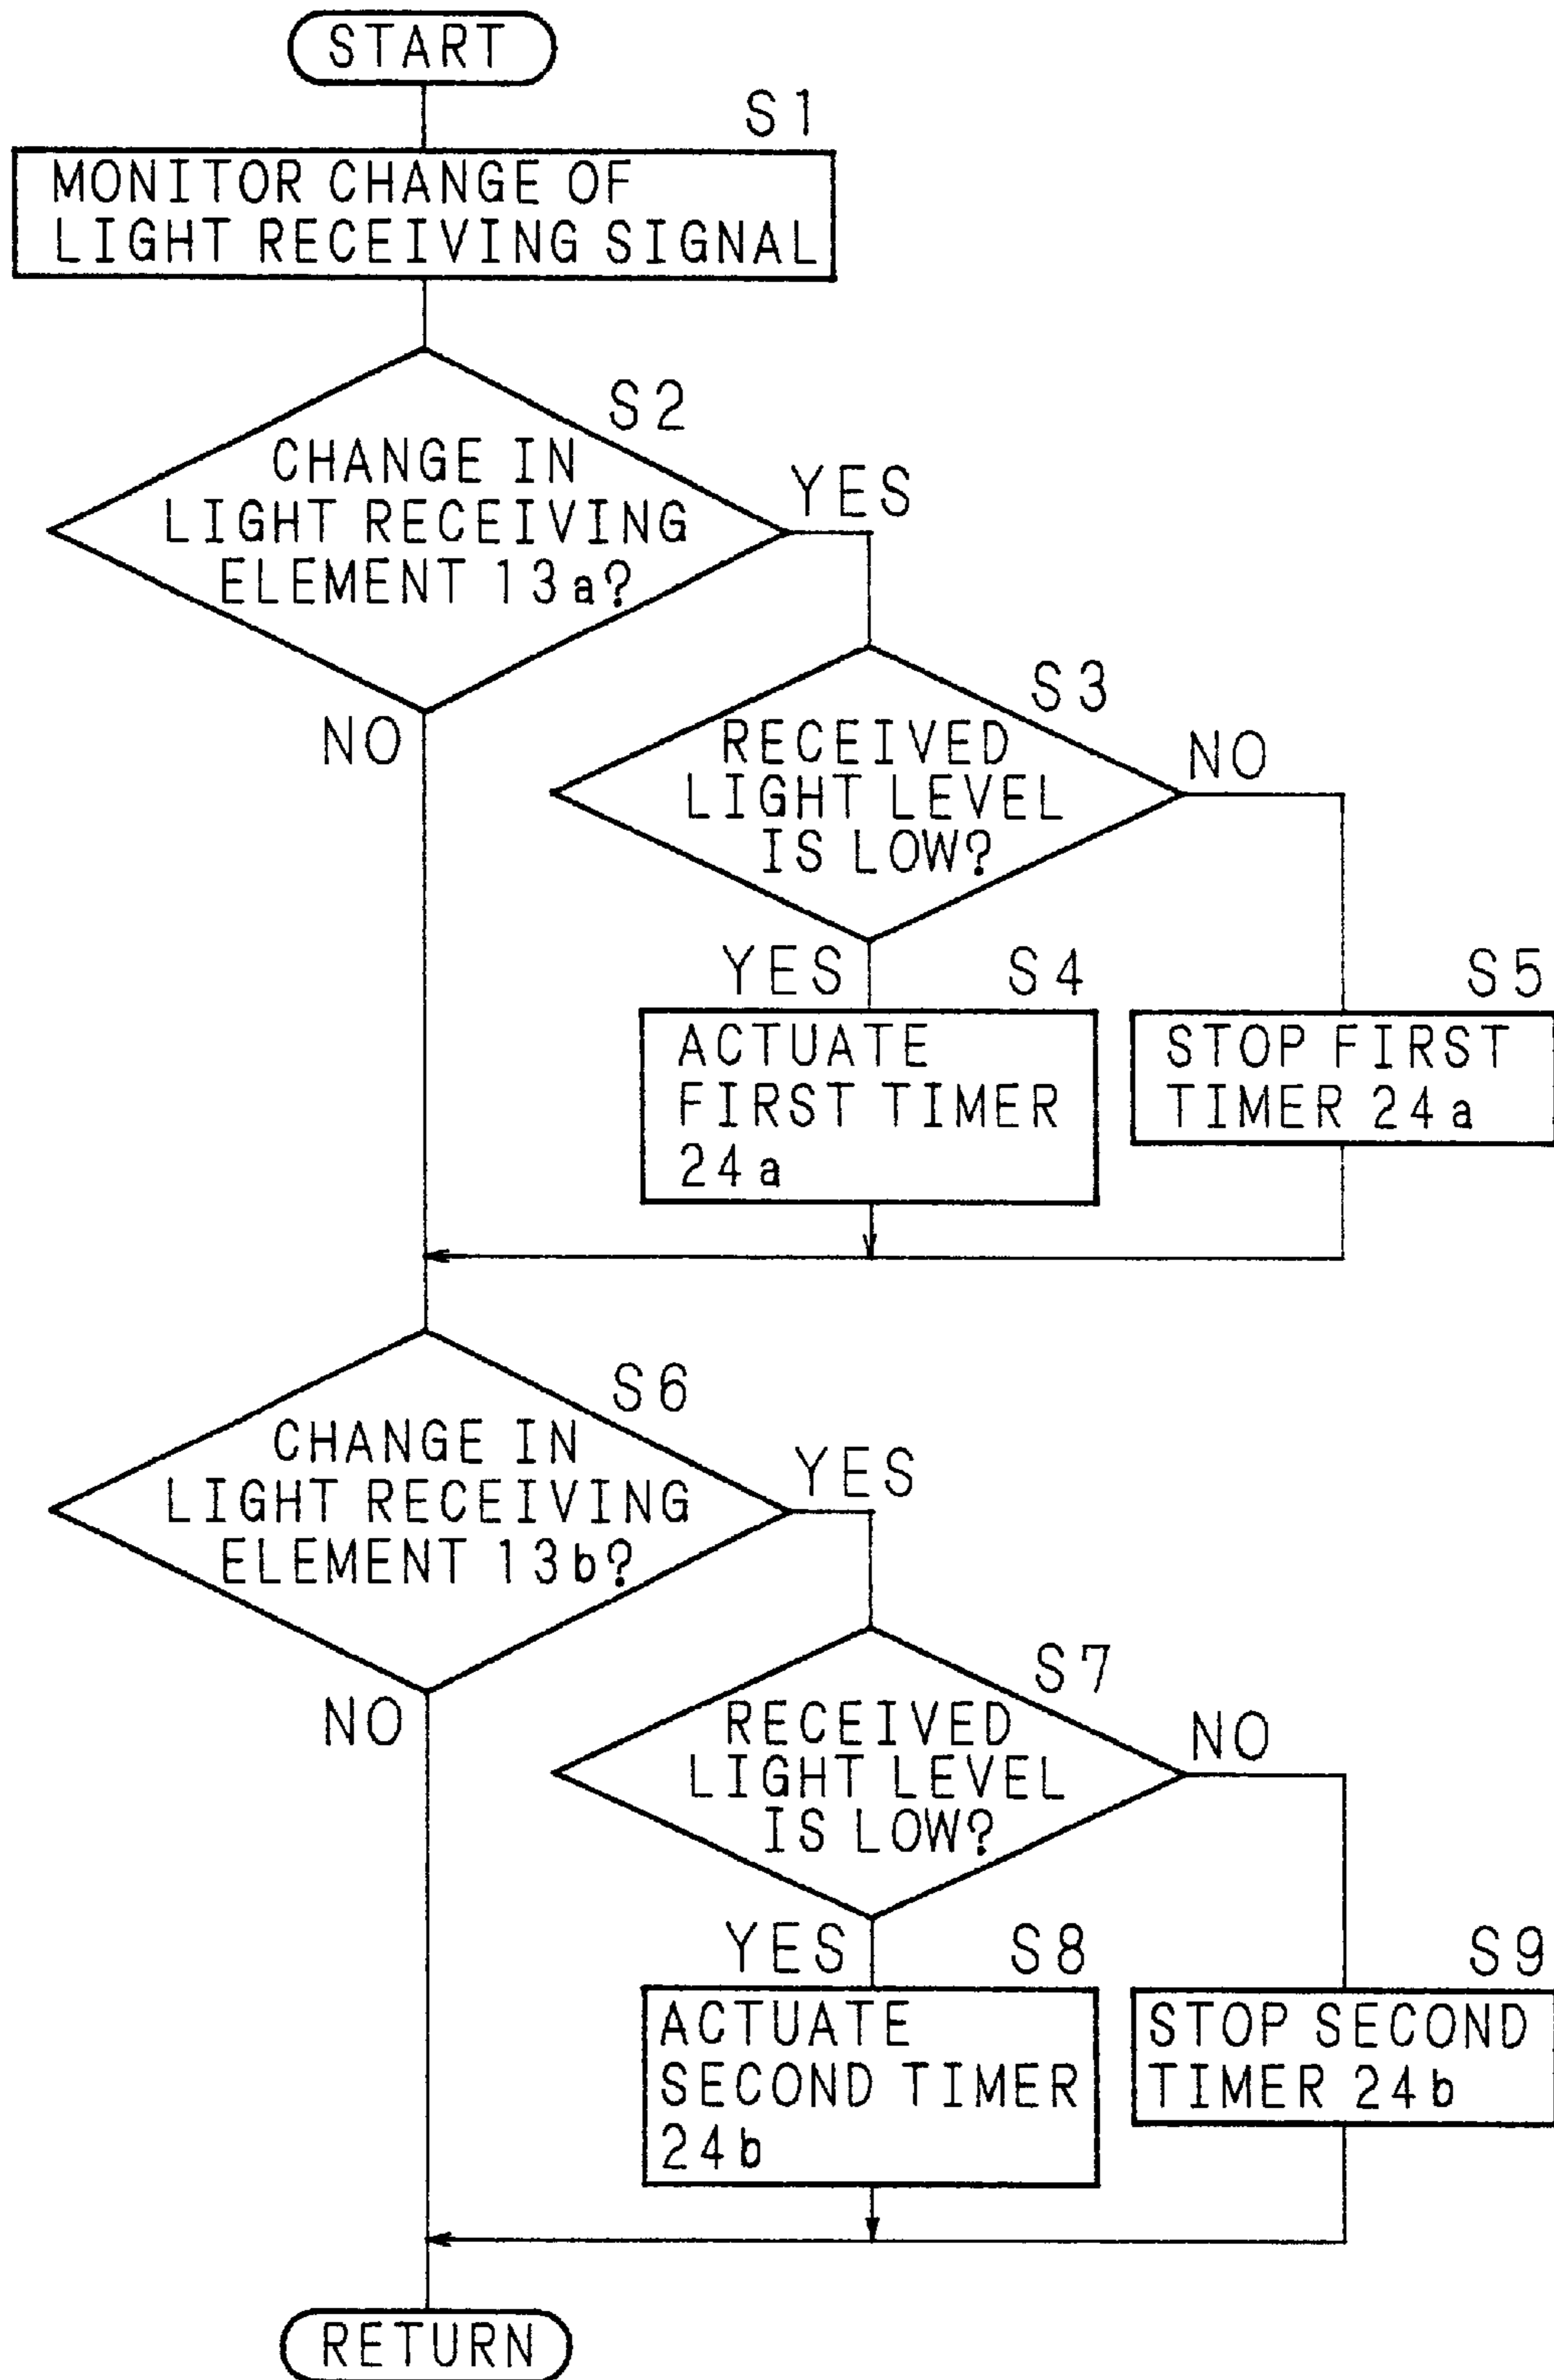 START
S1
MONITOR CHANGE OF
LIGHT RECEIVING SIGNAL
S2
CHANGE IN
LIGHT RECEIVING
ELEMENT 13a?
YES
NO
S3
RECEIVED
LIGHT LEVEL
IS LOW?
NO
YES
S4
ACTUATE
FIRST TIMER
24a
S5
STOP FIRST
TIMER 24a
S6
CHANGE IN
LIGHT RECEIVING
ELEMENT 13b?
YES
NO
S7
RECEIVED
LIGHT LEVEL
IS LOW?
NO
YES
S8
ACTUATE
SECOND TIMER
24b
S9
STOP SECOND
TIMER 24b
RETURN